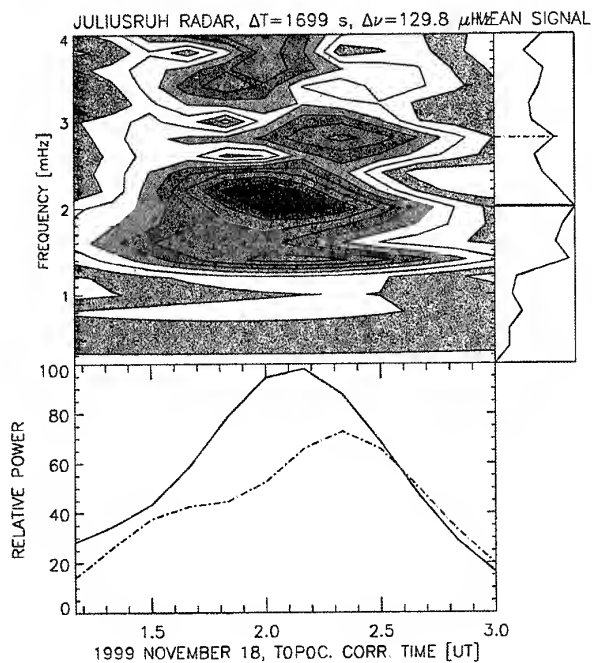 JULIUSRUH RADAR, ΔT=1699 s, Δν=129.8 μHz
MEAN SIGNAL
4
3
2
1
FREQUENCY [mHz]
100
80
60
40
20
0
RELATIVE POWER
1.5 2.0 2.5 3.0
1999 NOVEMBER 18, TOPOC. CORR. TIME [UT]